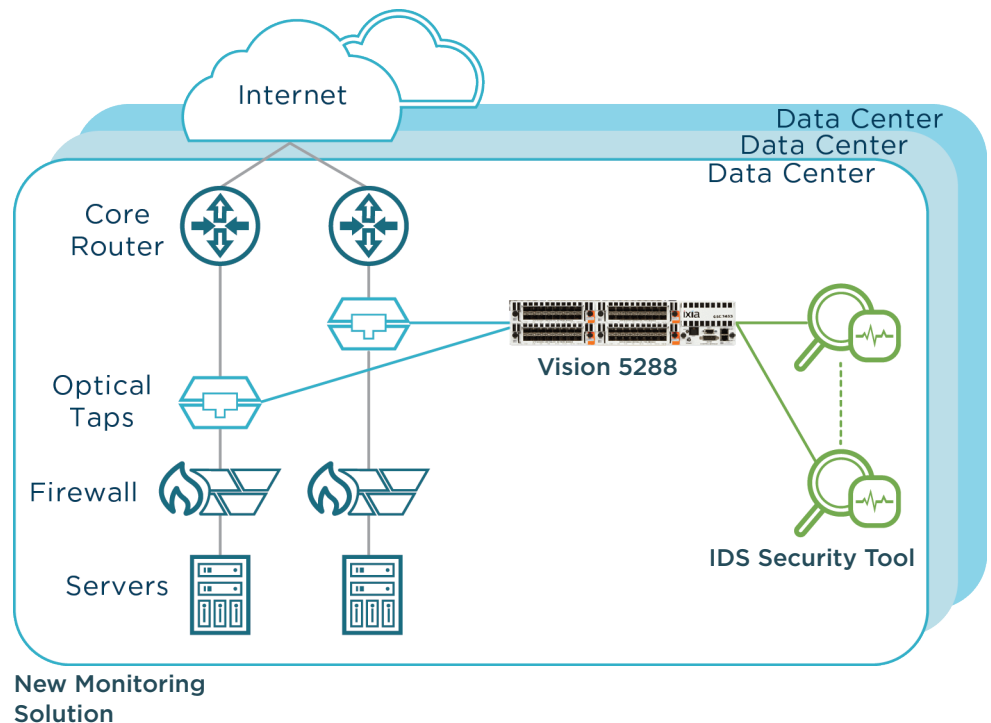 Internet
Data Center
Data Center
Data Center
Core
Router
ixia
Vision 5288
Optical
Taps
Firewall
IDS Security Tool
Servers
New Monitoring
Solution